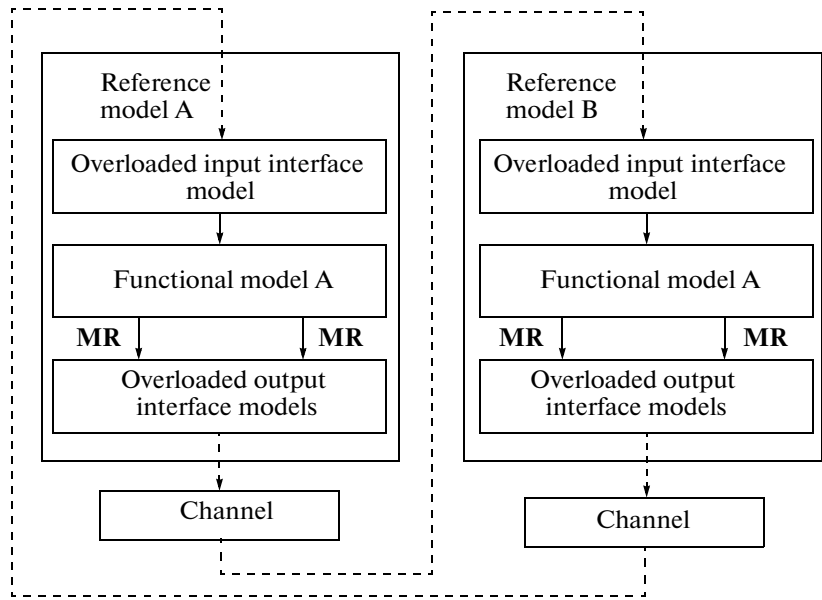 Reference
model A
Overloaded input interface
model
Functional model A
MR
MR
Overloaded output
interface models
Channel
Reference
model B
Overloaded input interface
model
Functional model A
MR
MR
Overloaded output
interface models
Channel